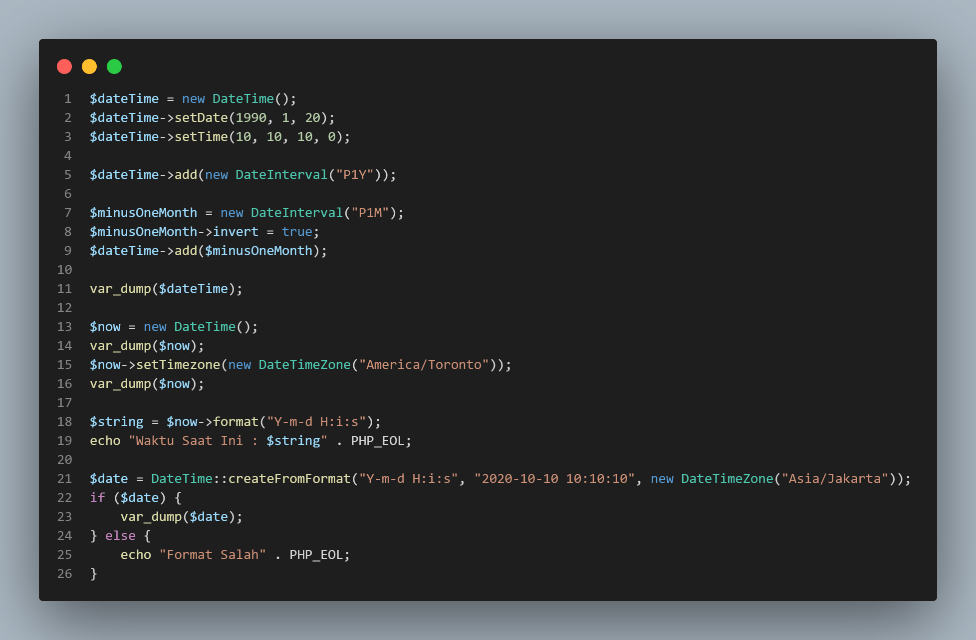 1 $dateTime = new DateTime();
2 $dateTime->setDate(1990, 1, 20);
3 $dateTime->setTime(10, 10, 10, 0);
4
5 $dateTime->add(new DateInterval("P1Y"));
6
7 $minusOneMonth = new DateInterval("P1M");
8 $minusOneMonth->invert = true;
9 $dateTime->add($minusOneMonth);
10
11 var_dump($dateTime);
12
13 $now = new DateTime();
14 var_dump($now);
15 $now->setTimezone(new DateTimeZone("America/Toronto"));
16 var_dump($now);
17
18 $string = $now->format("Y-m-d H:i:s");
19 echo "Waktu Saat Ini : $string" . PHP_EOL;
20
21 $date = DateTime::createFromFormat("Y-m-d H:i:s", "2020-10-10 10:10:10", new DateTimeZone("Asia/Jakarta"));
22 if ($date) {
23     var_dump($date);
24 } else {
25     echo "Format Salah" . PHP_EOL;
26 }